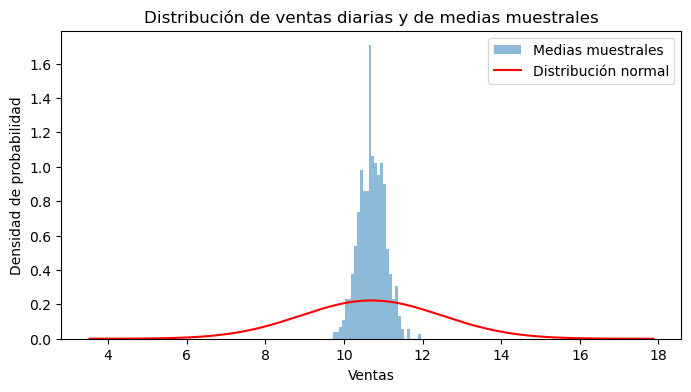 Distribución de ventas diarias y de medias muestrales
Medias muestrales
Distribución normal
Densidad de probabilidad
1.6
1.4
1.2
1.0
0.8
0.6
0.4
0.2
0.0
4 6 8 10 12 14 16 18
Ventas